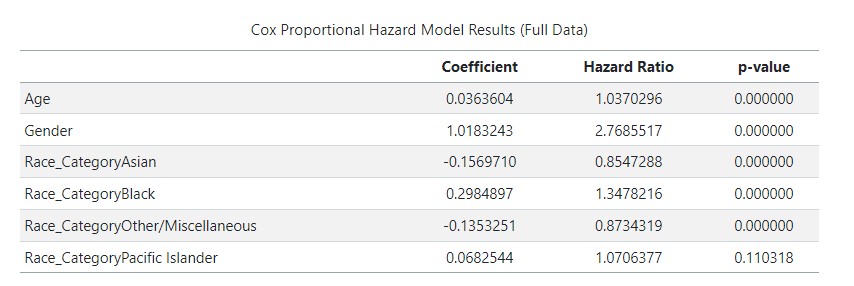 Cox Proportional Hazard Model Results (Full Data)
Coefficient Hazard Ratio p-value
Age 0.0363604 1.0370296 0.000000
Gender 1.0183243 2.7685517 0.000000
Race_CategoryAsian -0.1569710 0.8547288 0.000000
Race_CategoryBlack 0.2984897 1.3478216 0.000000
Race_CategoryOther/Miscellaneous -0.1353251 0.8734319 0.000000
Race_CategoryPacific Islander 0.0682544 1.0706377 0.110318